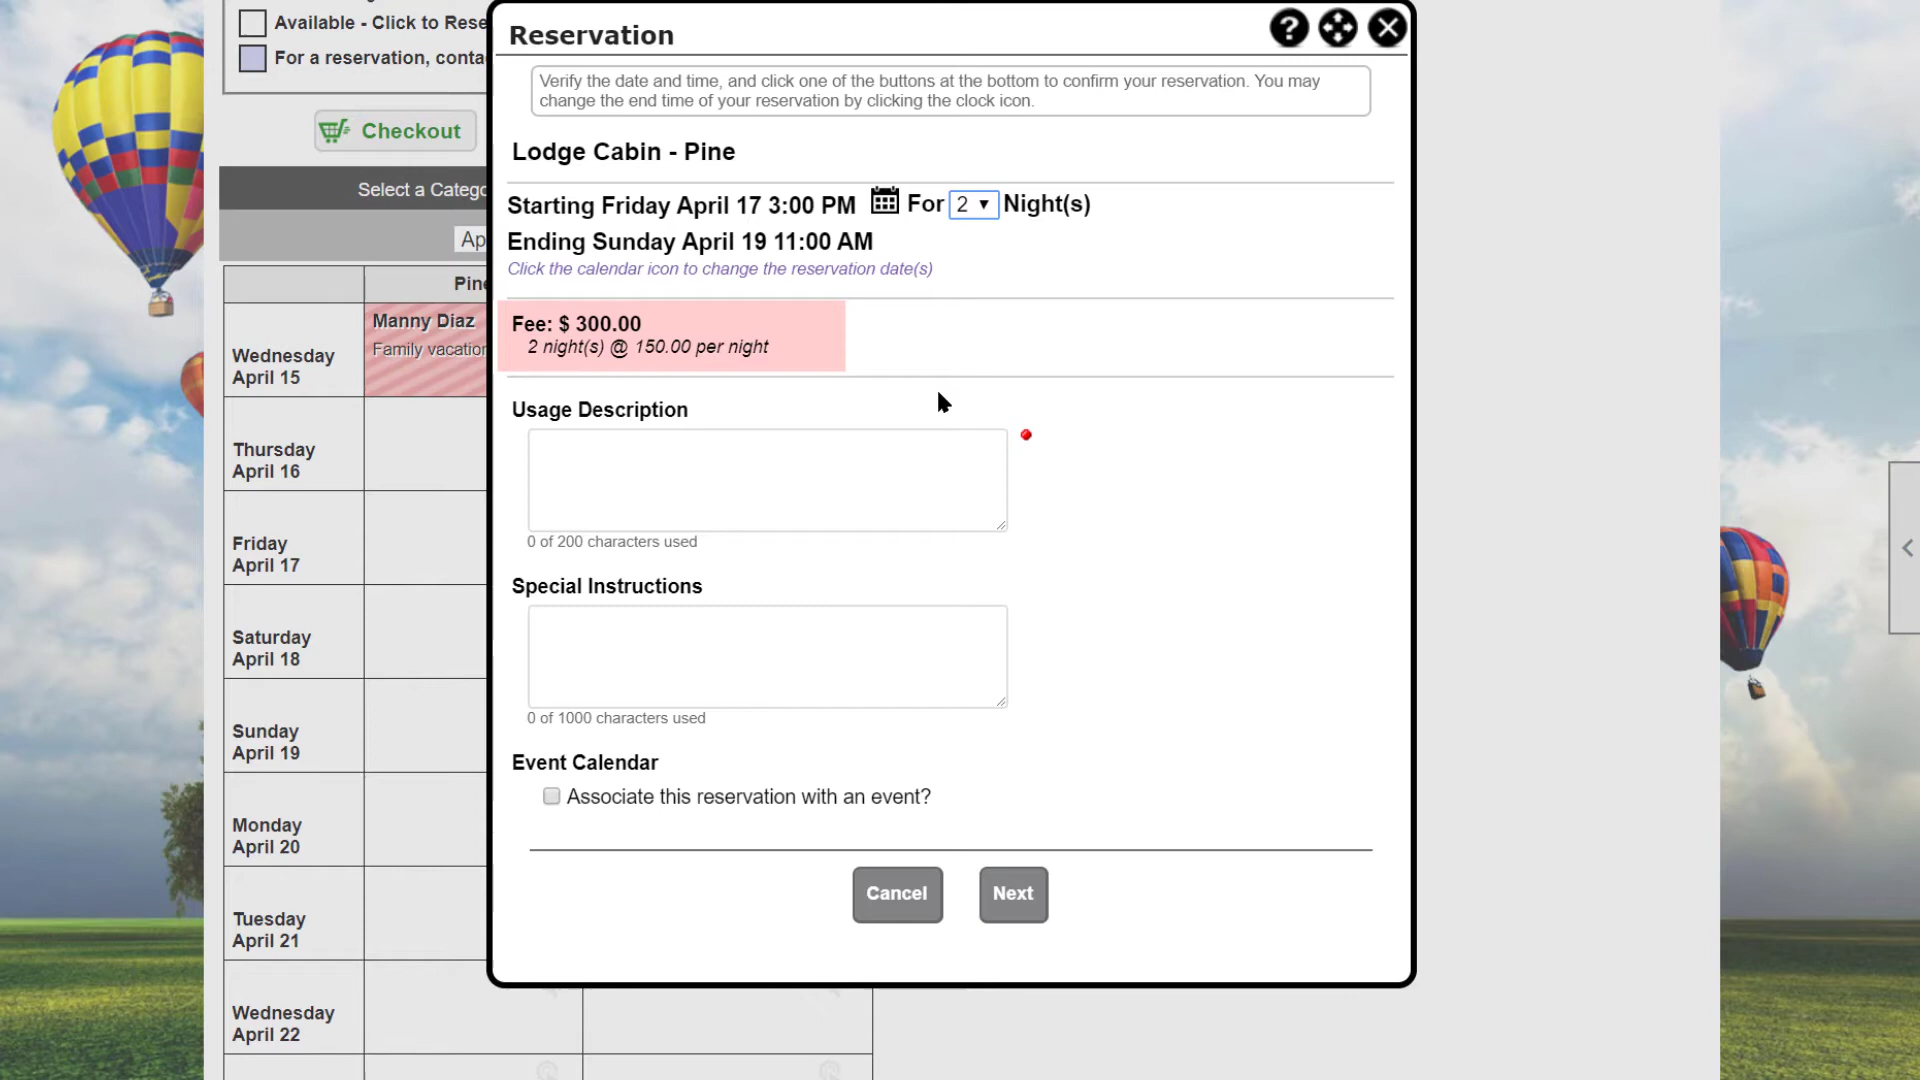 Available - Click to Rese
For a reservation, conta
Checkout
Select a Catego
Ap
Pine
Manny Diaz
Family vacation
Wednesday
April 15
Thursday
April 16
Friday
April 17
Saturday
April 18
Sunday
April 19
Monday
April 20
Tuesday
April 21
Wednesday
April 22
Reservation
?
Verify the date and time, and click one of the buttons at the bottom to confirm your reservation. You may
change the end time of your reservation by clicking the clock icon.
Lodge Cabin - Pine
Starting Friday April 17 3:00 PM For 2 Night(s)
Ending Sunday April 19 11:00 AM
Click the calendar icon to change the reservation date(s)
Fee: $ 300.00
2 night(s) @ 150.00 per night
Usage Description
0 of 200 characters used
Special Instructions
0 of 1000 characters used
Event Calendar
Associate this reservation with an event?
Cancel Next